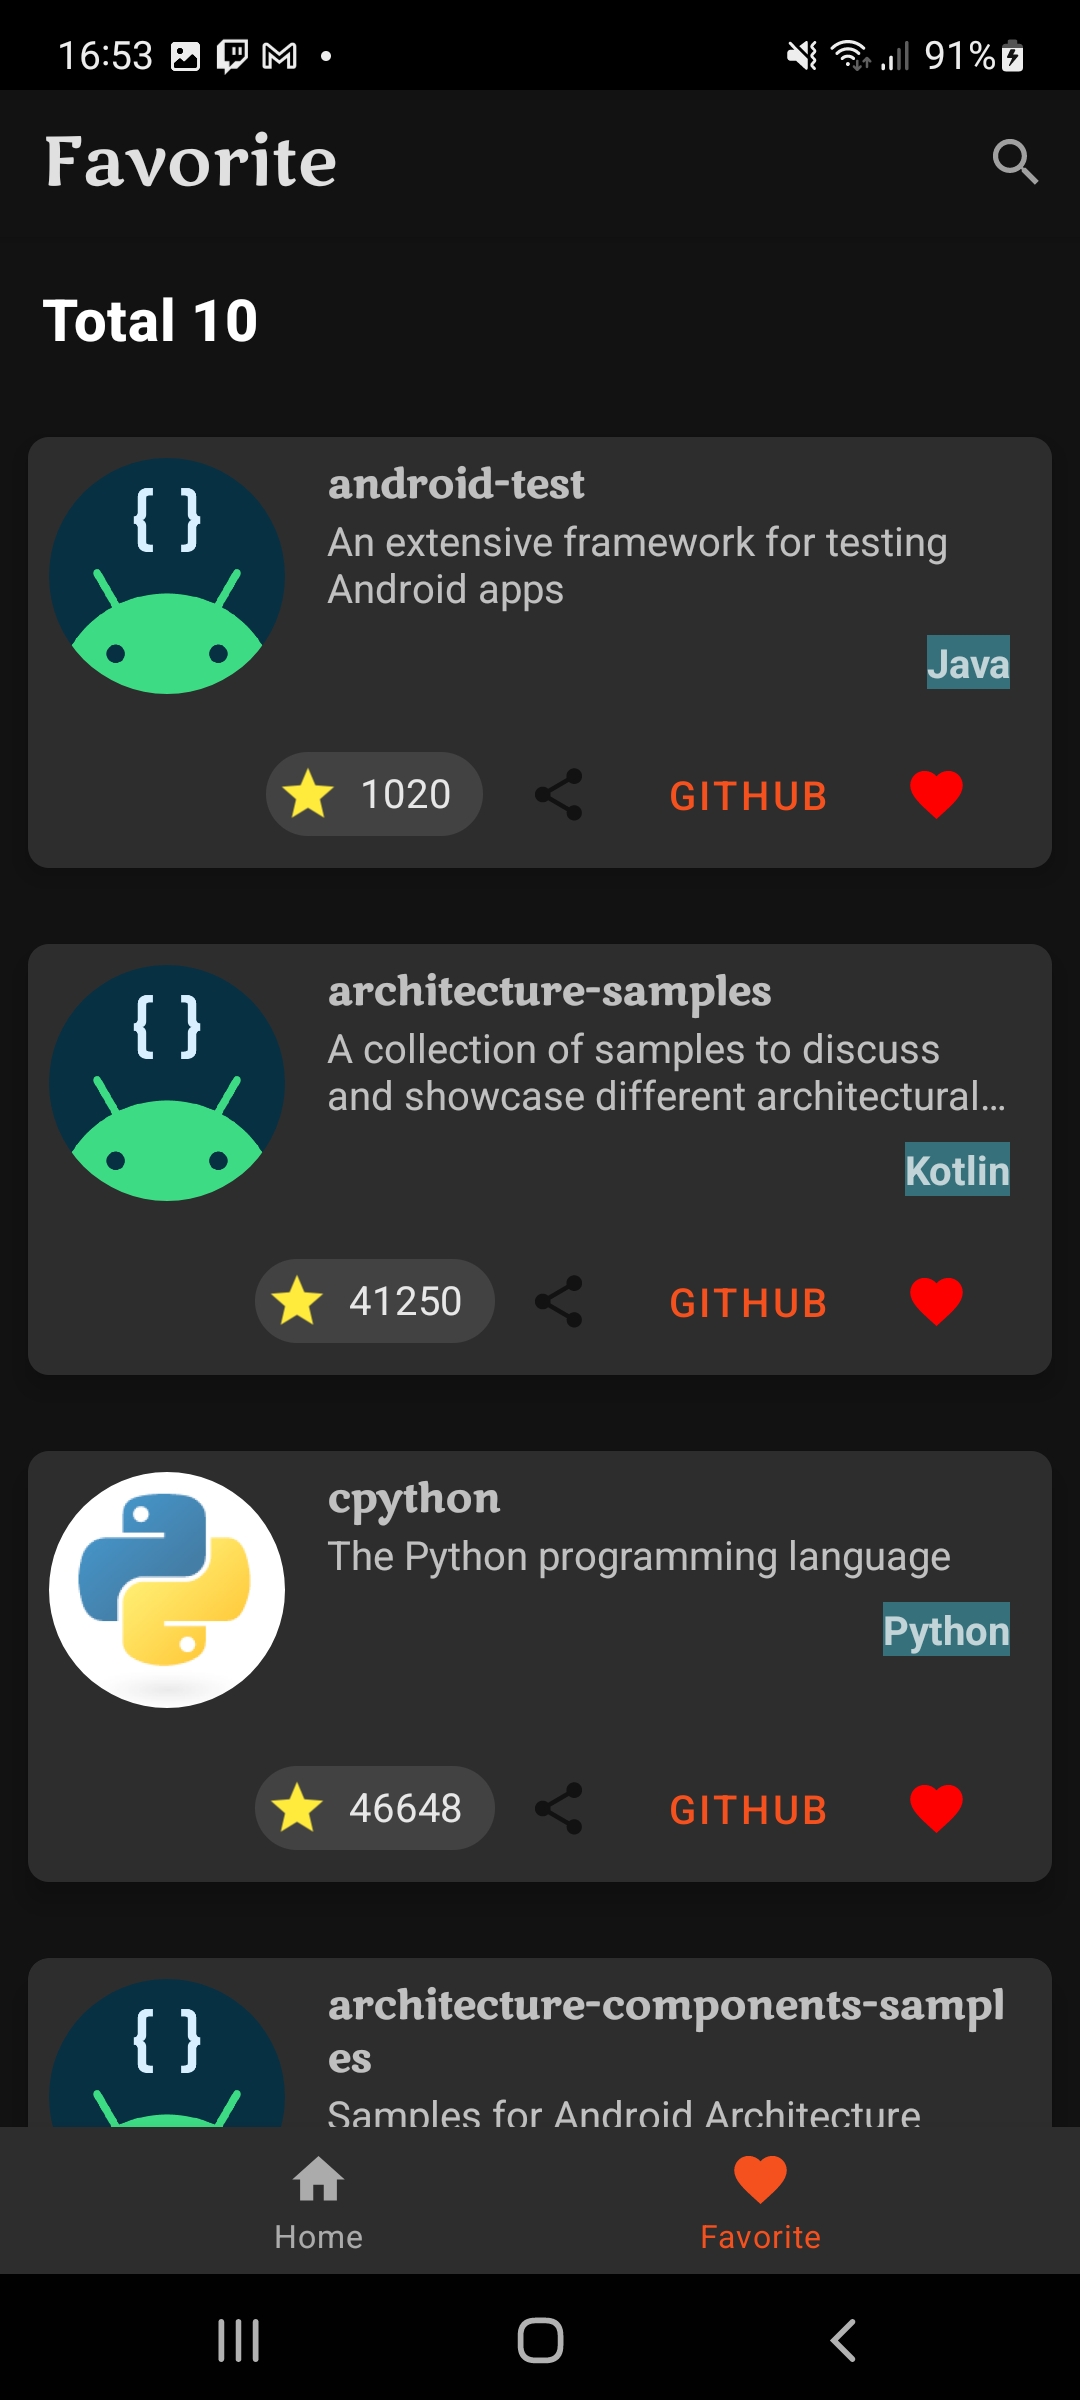 16:53
91%
Favorite
Total 10
android-test
An extensive framework for testing
Android apps
Java
1020
GITHUB
architecture-samples
A collection of samples to discuss
and showcase different architectural...
Kotlin
41250
GITHUB
cpython
The Python programming language
Python
46648
GITHUB
architecture-components-sampl
es
Samples for Android Architecture
Home
Favorite